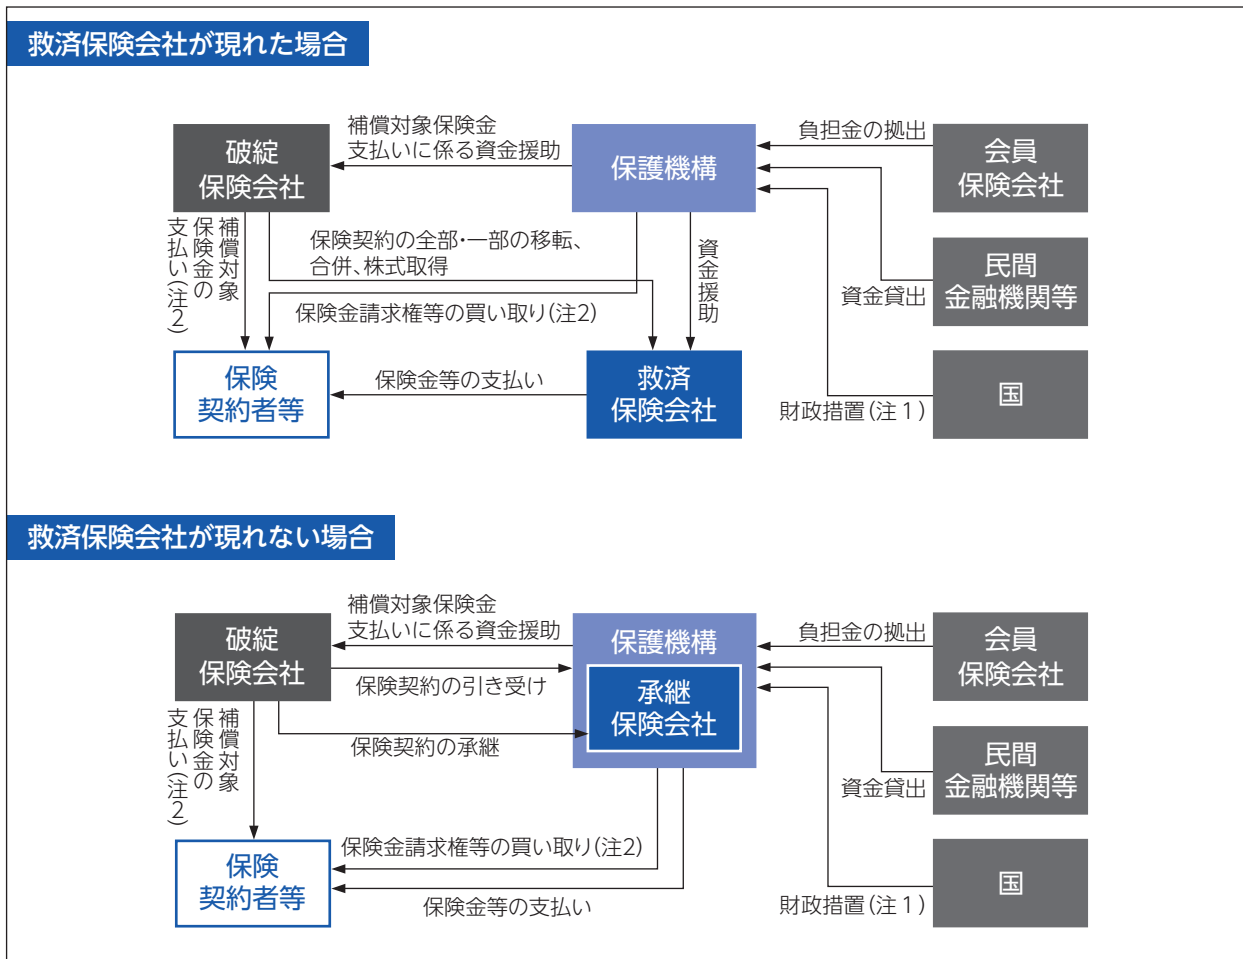 救済保険会社が現れた場合
破綻
保険会社
補償対象保険金
支払いに係る資金援助
保護機構
負担金の拠出
会員
保険会社
補償対象
保険金の
支払い(注2)
保険契約の全部・一部の移転、
合併、株式取得
保険金請求権等の買い取り(注2)
資金援助
資金貸出
民間
金融機関等
保険
契約者等
保険金等の支払い
救済
保険会社
財政措置(注1)
国
救済保険会社が現れない場合
破綻
保険会社
補償対象保険金
支払いに係る資金援助
保険契約の引き受け
保険契約の承継
保護機構
承継
保険会社
負担金の拠出
会員
保険会社
補償対象
保険金の
支払い(注2)
資金貸出
民間
金融機関等
保険
契約者等
保険金請求権等の買い取り(注2)
保険金等の支払い
財政措置(注1)
国